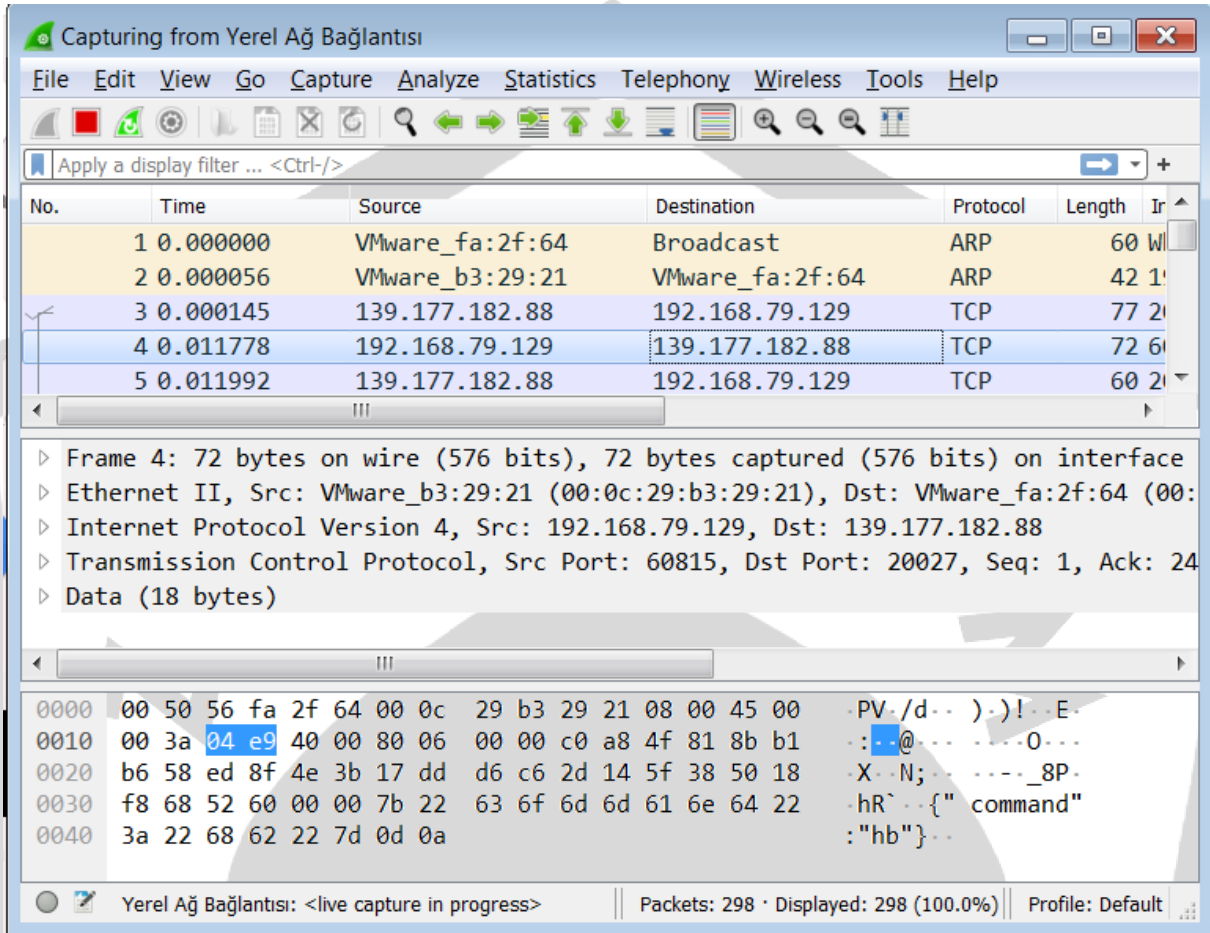 Capturing from Yerel Ağ Bağlantısı
File Edit View Go Capture Analyze Statistics Telephony Wireless Tools Help
Apply a display filter ... <Ctrl-/>
No. Time Source Destination Protocol Length
1 0.000000 VMware_fa:2f:64 Broadcast ARP 60
2 0.000056 VMware_b3:29:21 VMware_fa:2f:64 ARP 42
3 0.000145 139.177.182.88 192.168.79.129 TCP 77
4 0.011778 192.168.79.129 139.177.182.88 TCP 72
5 0.011992 139.177.182.88 192.168.79.129 TCP 60
Frame 4: 72 bytes on wire (576 bits), 72 bytes captured (576 bits) on interface
Ethernet II, Src: VMware_b3:29:21 (00:0c:29:b3:29:21), Dst: VMware_fa:2f:64 (00:
Internet Protocol Version 4, Src: 192.168.79.129, Dst: 139.177.182.88
Transmission Control Protocol, Src Port: 60815, Dst Port: 20027, Seq: 1, Ack: 24
Data (18 bytes)
0000 00 50 56 fa 2f 64 00 0c 29 b3 29 21 08 00 45 00 ·PV·/d·· )·)!··E·
0010 00 3a 04 e9 40 00 80 06 00 00 c0 a8 4f 81 8b b1 ·:··@··· ····O···
0020 b6 58 ed 8f 4e 3b 17 dd d6 c6 2d 14 5f 38 50 18 ·X··N;·· ··-·_8P·
0030 f8 68 52 60 00 00 7b 22 63 6f 6d 6d 61 6e 64 22 ·hR`··{" command"
0040 3a 22 68 62 22 7d 0d 0a :"hb"}··
Yerel Ağ Bağlantısı: <live capture in progress> Packets: 298 · Displayed: 298 (100.0%) Profile: Default